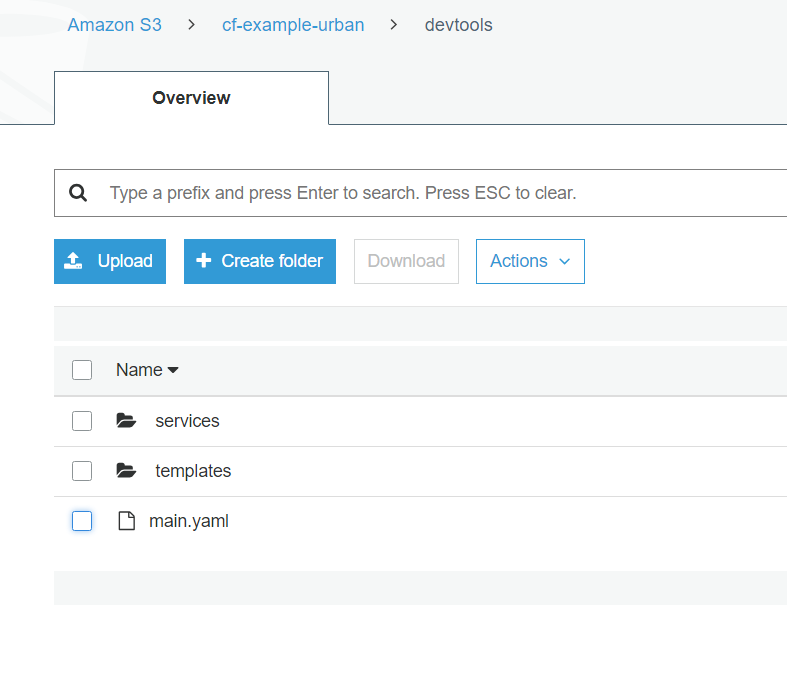 Amazon S3 > cf-example-urban > devtools
Overview
Type a prefix and press Enter to search. Press ESC to clear.
Upload Create folder Download Actions
Name
services
templates
main.yaml